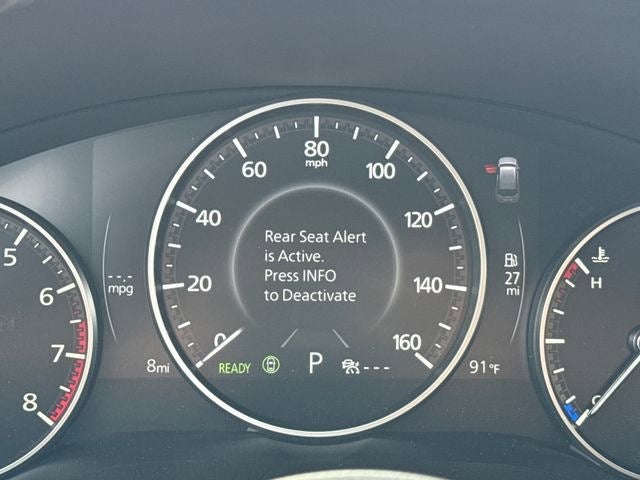 80
mph
60
100
40
120
20
140
0
160
Rear Seat Alert
is Active.
Press INFO
to Deactivate
5
6
7
8
-.-
mpg
27
mi
H
8mi
READY
P
---
91°F